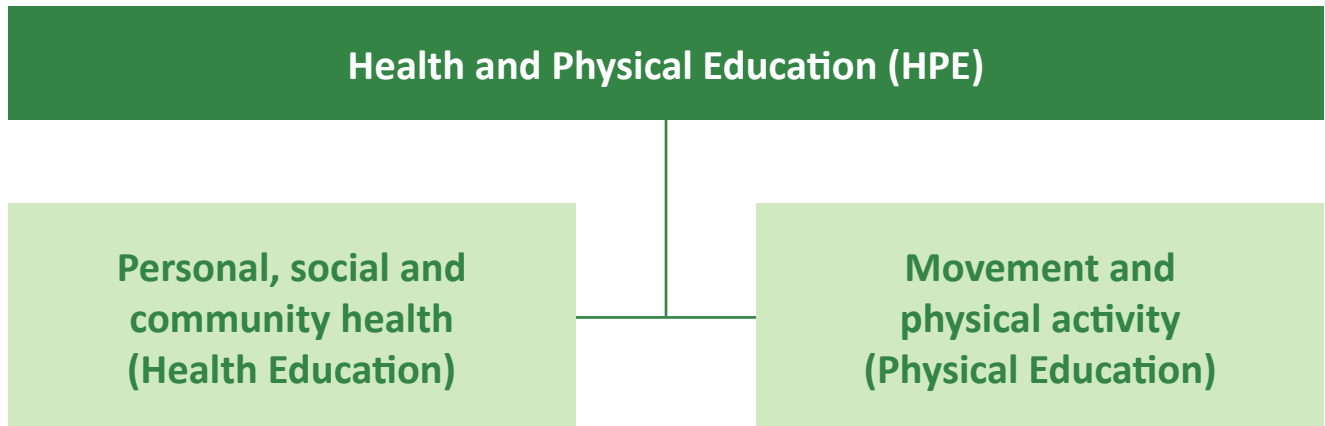 Health and Physical Education (HPE)
Personal, social and
community health
(Health Education)
Movement and
physical activity
(Physical Education)